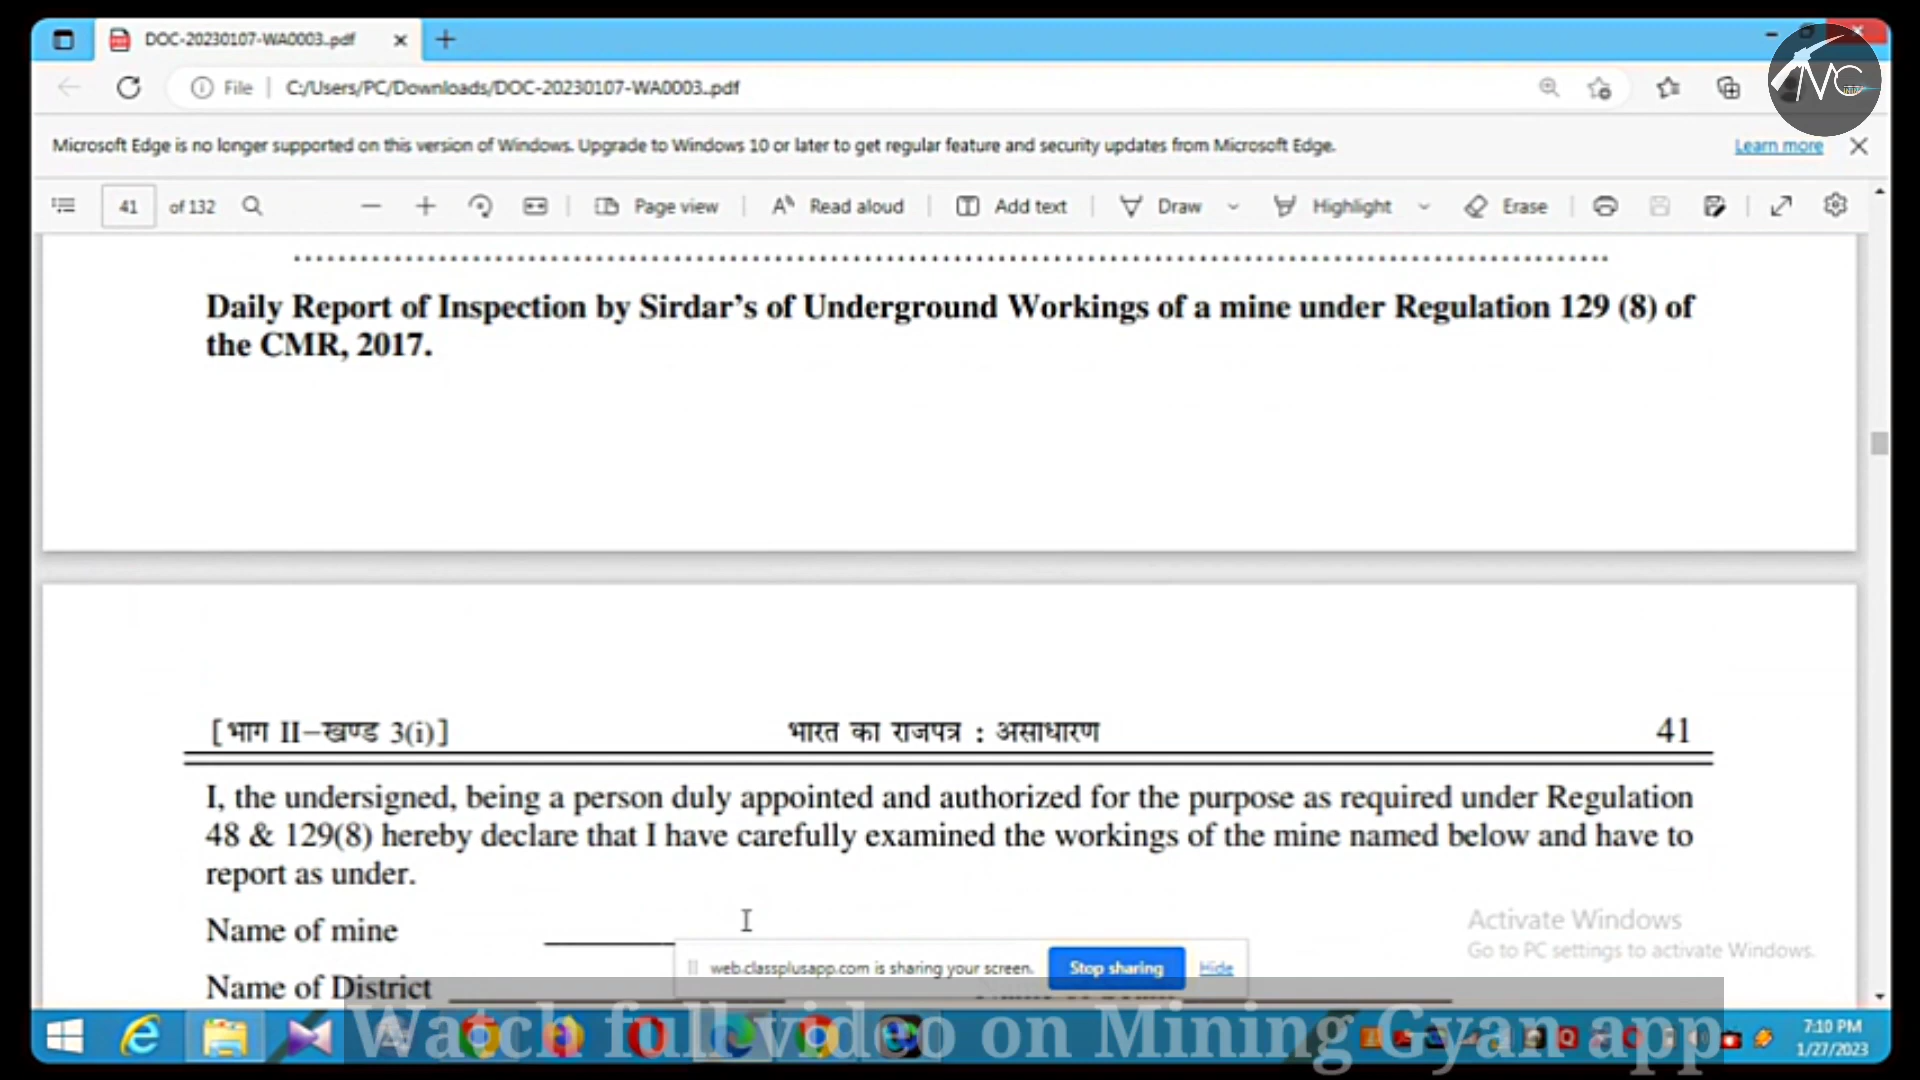 DOC-20230107-WA0003..pdf
File | C:/Users/PC/Downloads/DOC-20230107-WA0003..pdf
MC
Microsoft Edge is no longer supported on this version of Windows. Upgrade to Windows 10 or later to get regular feature and security updates from Microsoft Edge. Learn more
41 of 132 Page view Read aloud Add text Draw Highlight Erase
Daily Report of Inspection by Sirdar’s of Underground Workings of a mine under Regulation 129 (8) of
the CMR, 2017.
[भाग II—खण्ड 3(i)] भारत का राजपत्र : असाधारण 41
I, the undersigned, being a person duly appointed and authorized for the purpose as required under Regulation
48 & 129(8) hereby declare that I have carefully examined the workings of the mine named below and have to
report as under.
Name of mine
Activate Windows
Go to PC settings to activate Windows.
web.classplusapp.com is sharing your screen. Stop sharing Hide
Name of District
Watch full video on Mining Gyan app
7:10 PM
1/27/2023